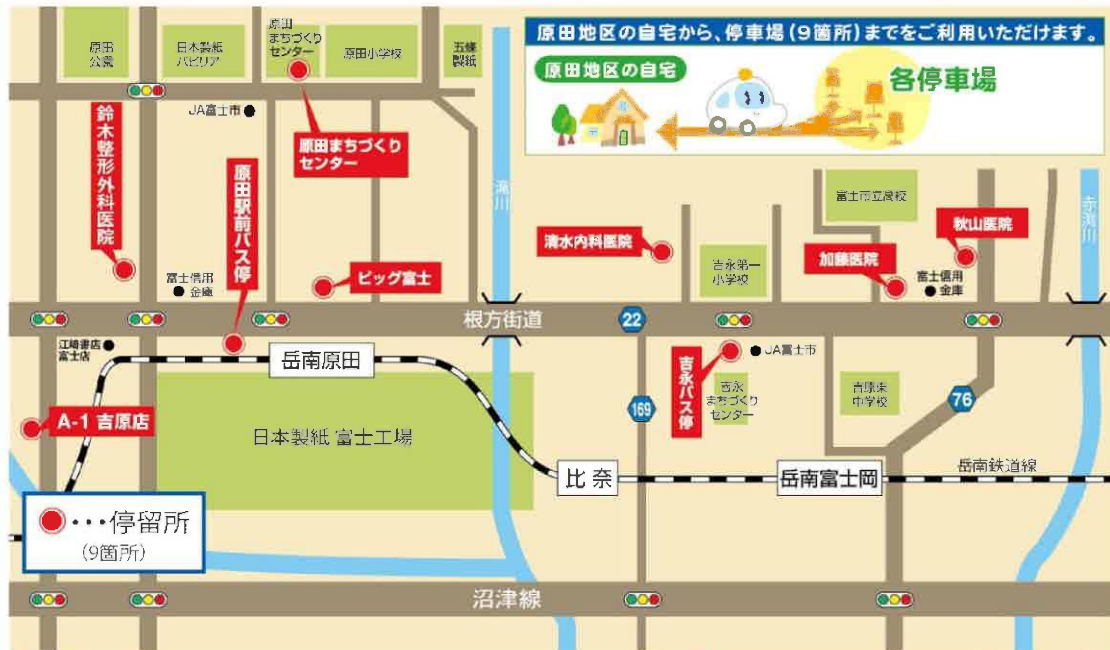 原田地区の自宅から、停車場(9箇所)までをご利用いただけます。
原田地区の自宅
各停車場
原田
公園
日本製紙
パピリア
原田
まちづくり
センター
原田小学校
五條
製紙
JA富士市
原田まちづくり
センター
鈴木整形外科医院
原田駅前バス停
富士信用
金庫
ビッグ富士
滝川
清水内科医院
吉永第一
小学校
富士市立高校
加藤医院
秋山医院
富士信用
金庫
赤渕川
根方街道
22
江崎書店
富士店
岳南原田
A-1 吉原店
日本製紙 富士工場
比奈
169
吉永バス停
JA富士市
吉永
まちづくり
センター
吉原東
中学校
76
岳南富士岡
岳南鉄道線
•••停留所
(9箇所)
沼津線